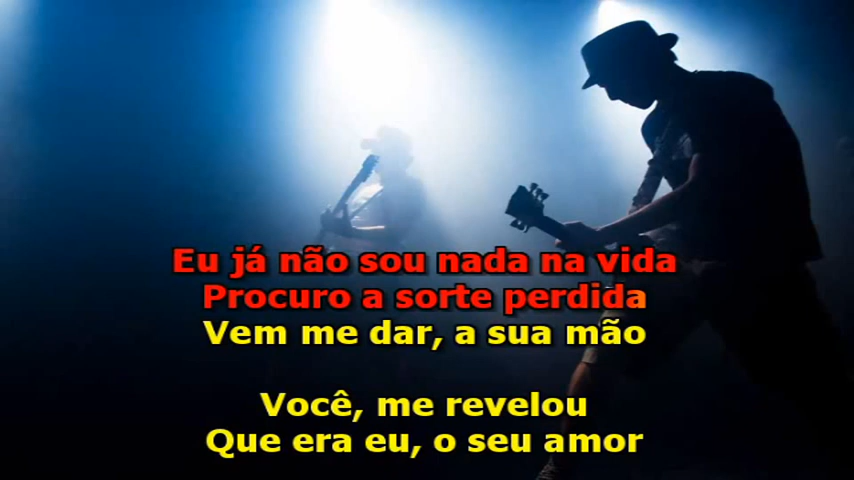 Eu já não sou nada na vida
Procuro a sorte perdida
Vem me dar, a sua mão
Você, me revelou
Que era eu, o seu amor